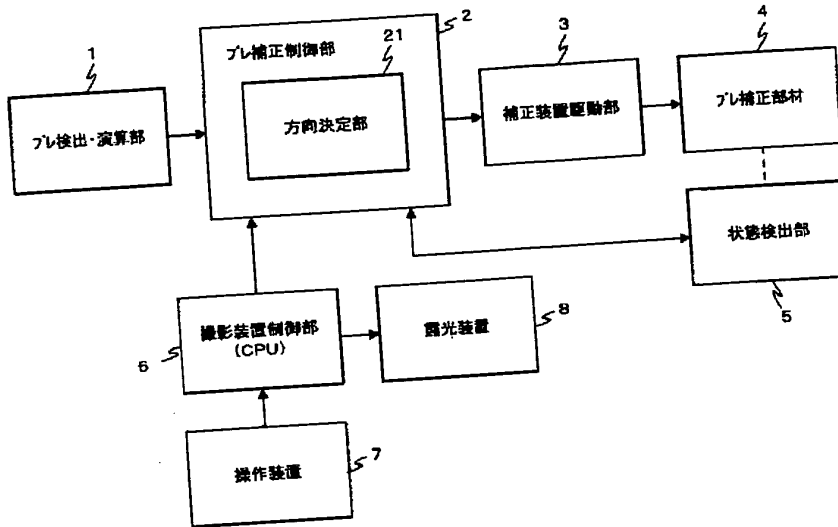 1
ブレ検出・演算部
2
ブレ補正制御部
21
方向決定部
3
補正装置駆動部
4
ブレ補正部材
状態検出部
5
撮影装置制御部
(CPU)
6
露光装置
8
操作装置
7